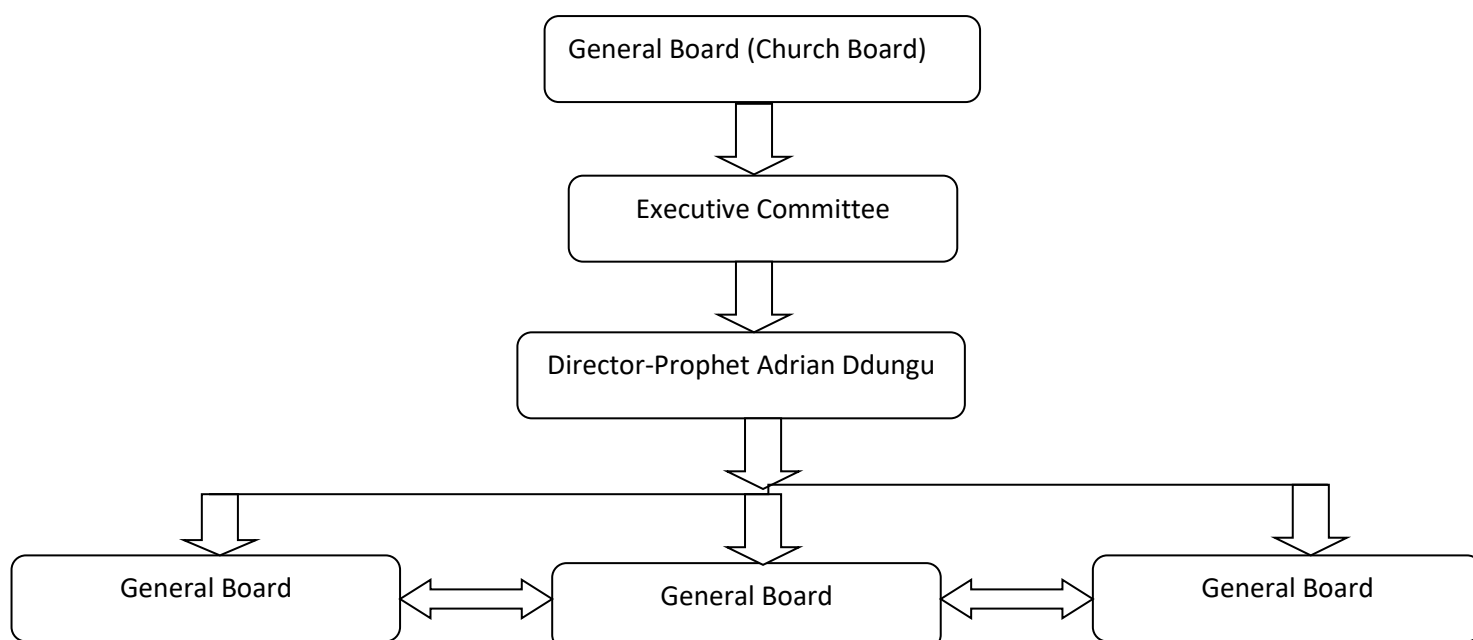 General Board (Church Board)
Executive Committee
Director-Prophet Adrian Ddungu
General Board
General Board
General Board